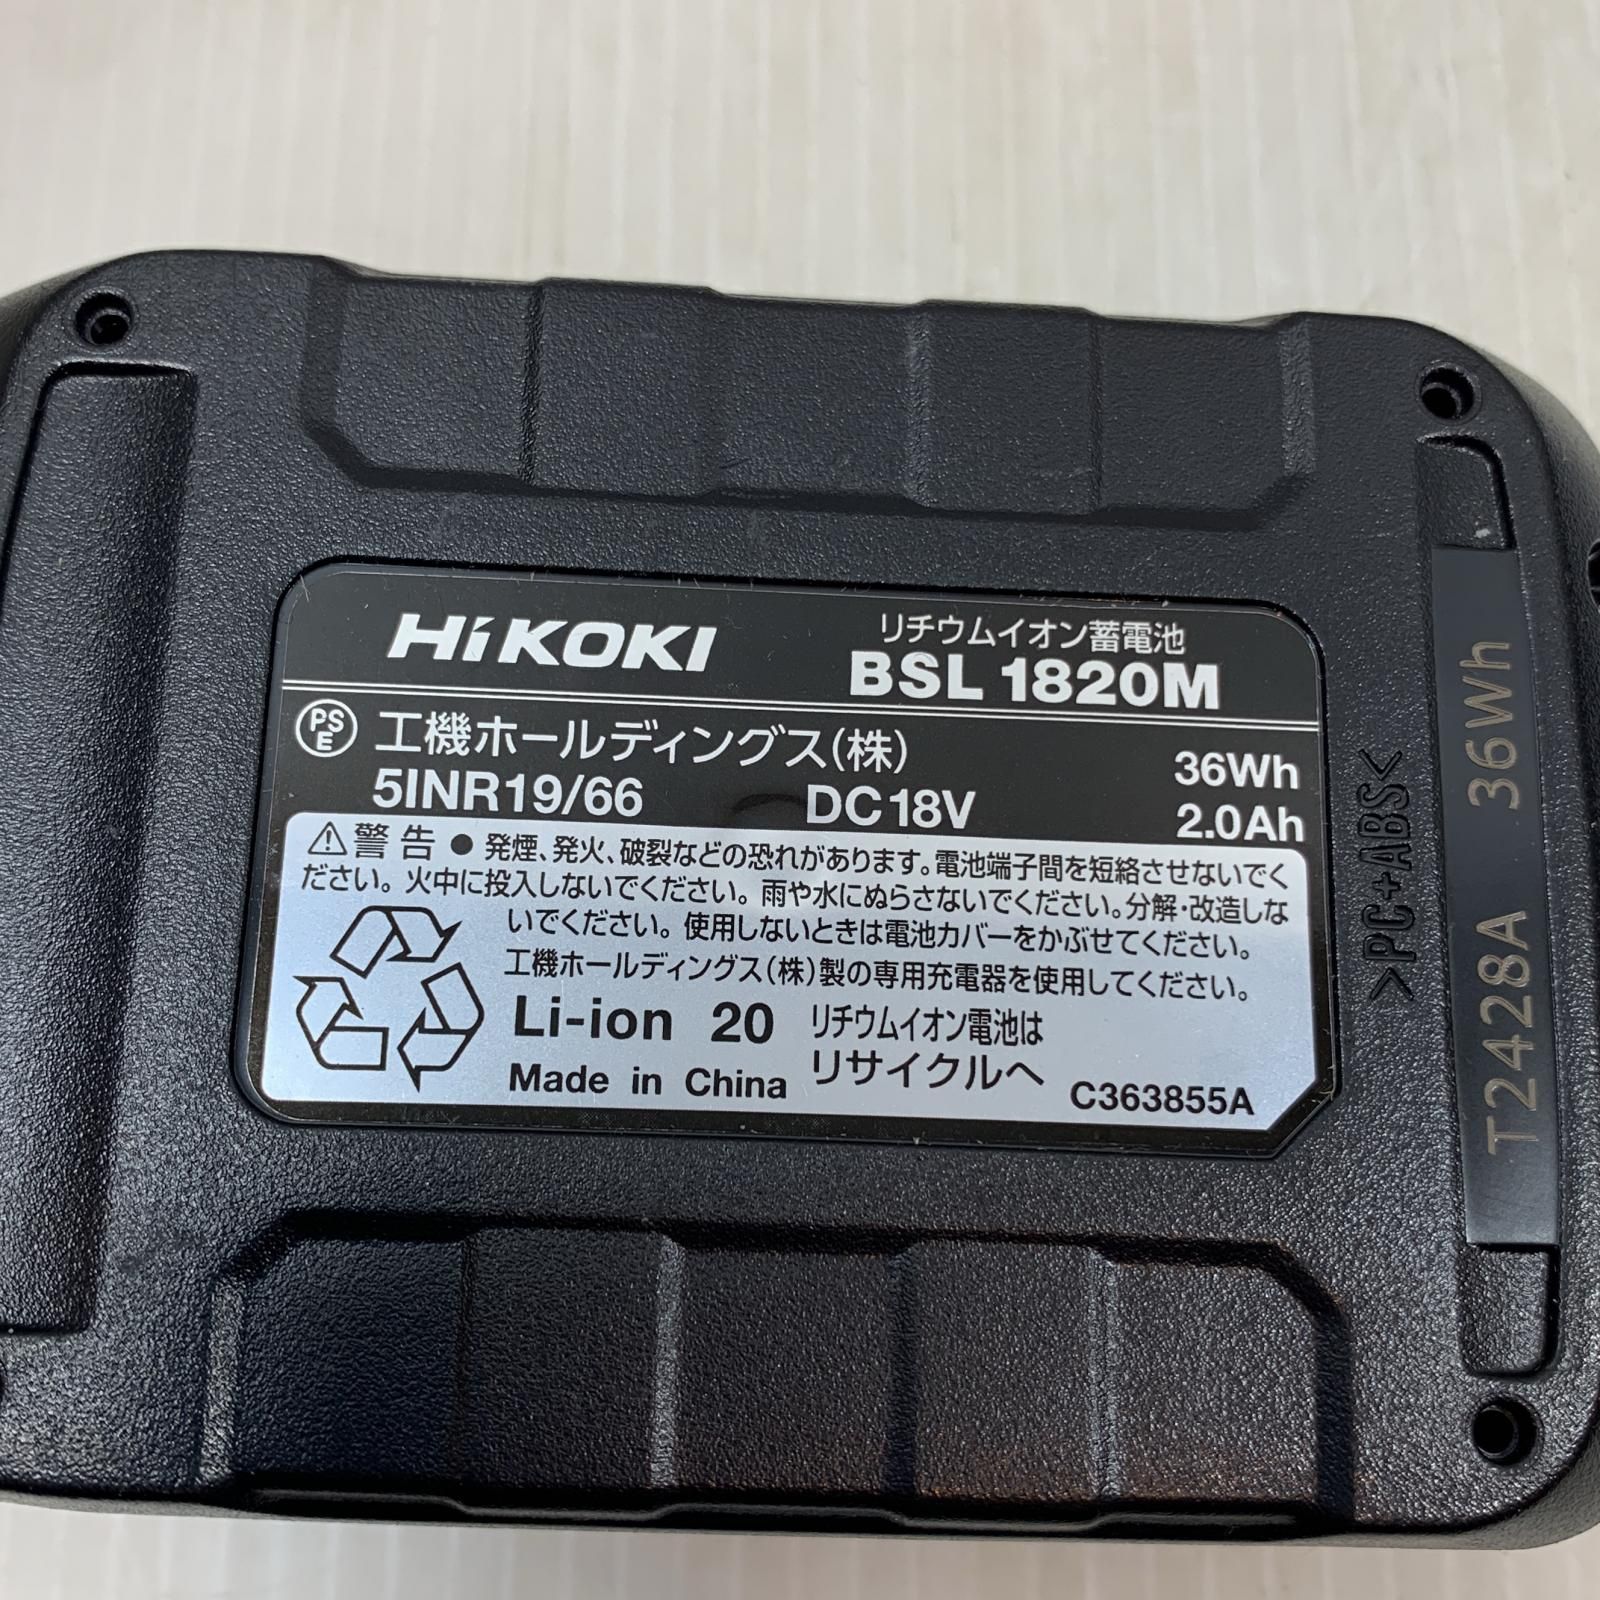 HiKOKI
リチウムイオン蓄電池
BSL 1820M
PS
E
工機ホールディングス(株)
36Wh
5INR19/66
DC18V
2.0Ah
⚠警告 ● 発煙、発火、破裂などの恐れがあります。電池端子間を短絡させないでく
ださい。火中に投入しないでください。雨や水にぬらさないでください。分解・改造しな
いでください。使用しないときは電池カバーをかぶせてください。
工機ホールディングス(株)製の専用充電器を使用してください。
Li-ion 20
リチウムイオン電池は
Made in China
リサイクルへ
C363855A
>PC+ABS<
T2428A 36Wh